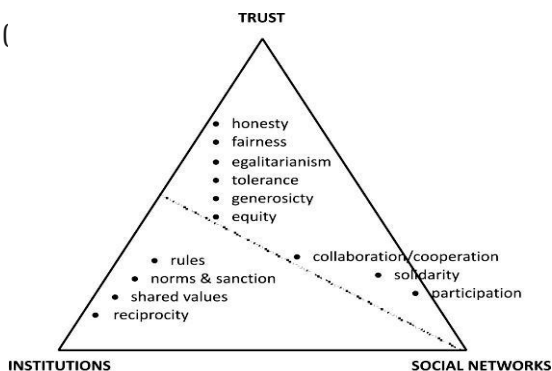 TRUST
(
• honesty
• fairness
• egalitarianism
• tolerance
• generosicty
• equity
• collaboration/cooperation
• solidarity
• participation
• rules
• norms & sanction
• shared values
• reciprocity
INSTITUTIONS
SOCIAL NETWORKS